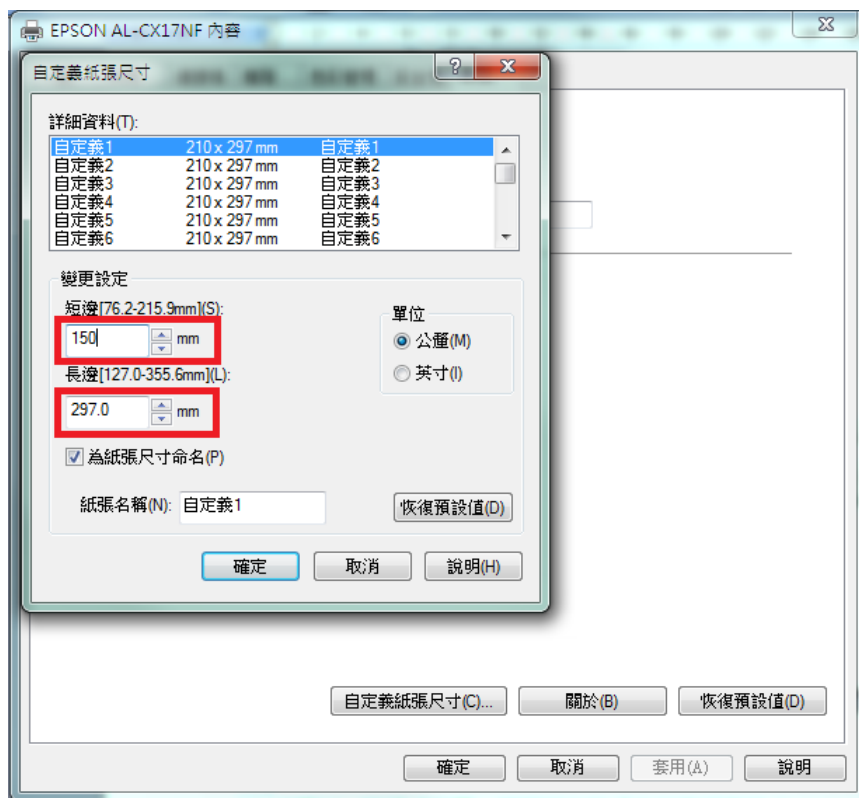 EPSON AL-CX17NF 內容
自定義紙張尺寸
詳細資料(T):
自定義1 210 x 297 mm 自定義1
自定義2 210 x 297 mm 自定義2
自定義3 210 x 297 mm 自定義3
自定義4 210 x 297 mm 自定義4
自定義5 210 x 297 mm 自定義5
自定義6 210 x 297 mm 自定義6
變更設定
短邊[76.2-215.9mm](S):
150 mm
長邊[127.0-355.6mm](L):
297.0 mm
單位
公釐(M)
英寸(I)
為紙張尺寸命名(P)
紙張名稱(N): 自定義1
恢復預設值(D)
確定 取消 說明(H)
自定義紙張尺寸(C)... 關於(B) 恢復預設值(D)
確定 取消 套用(A) 說明